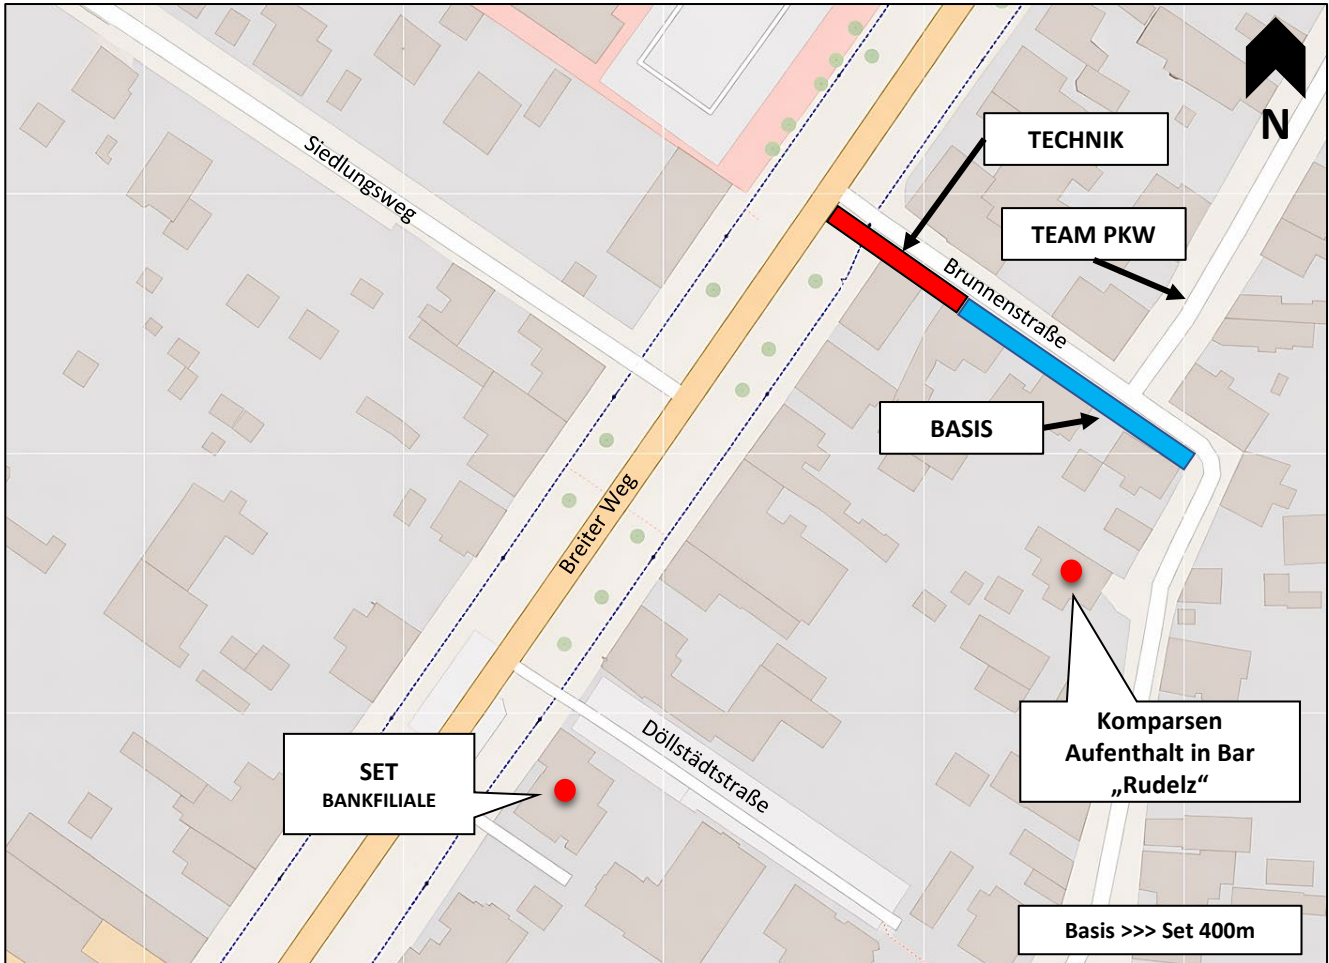 N
TECHNIK
TEAM PKW
Siedlungsweg
Brunnenstraße
BASIS
Breiter Weg
Komparsen
Aufenthalt in Bar
„Rudelz“
SET
BANKFILIALE
Döllstädtstraße
Basis >>> Set 400m